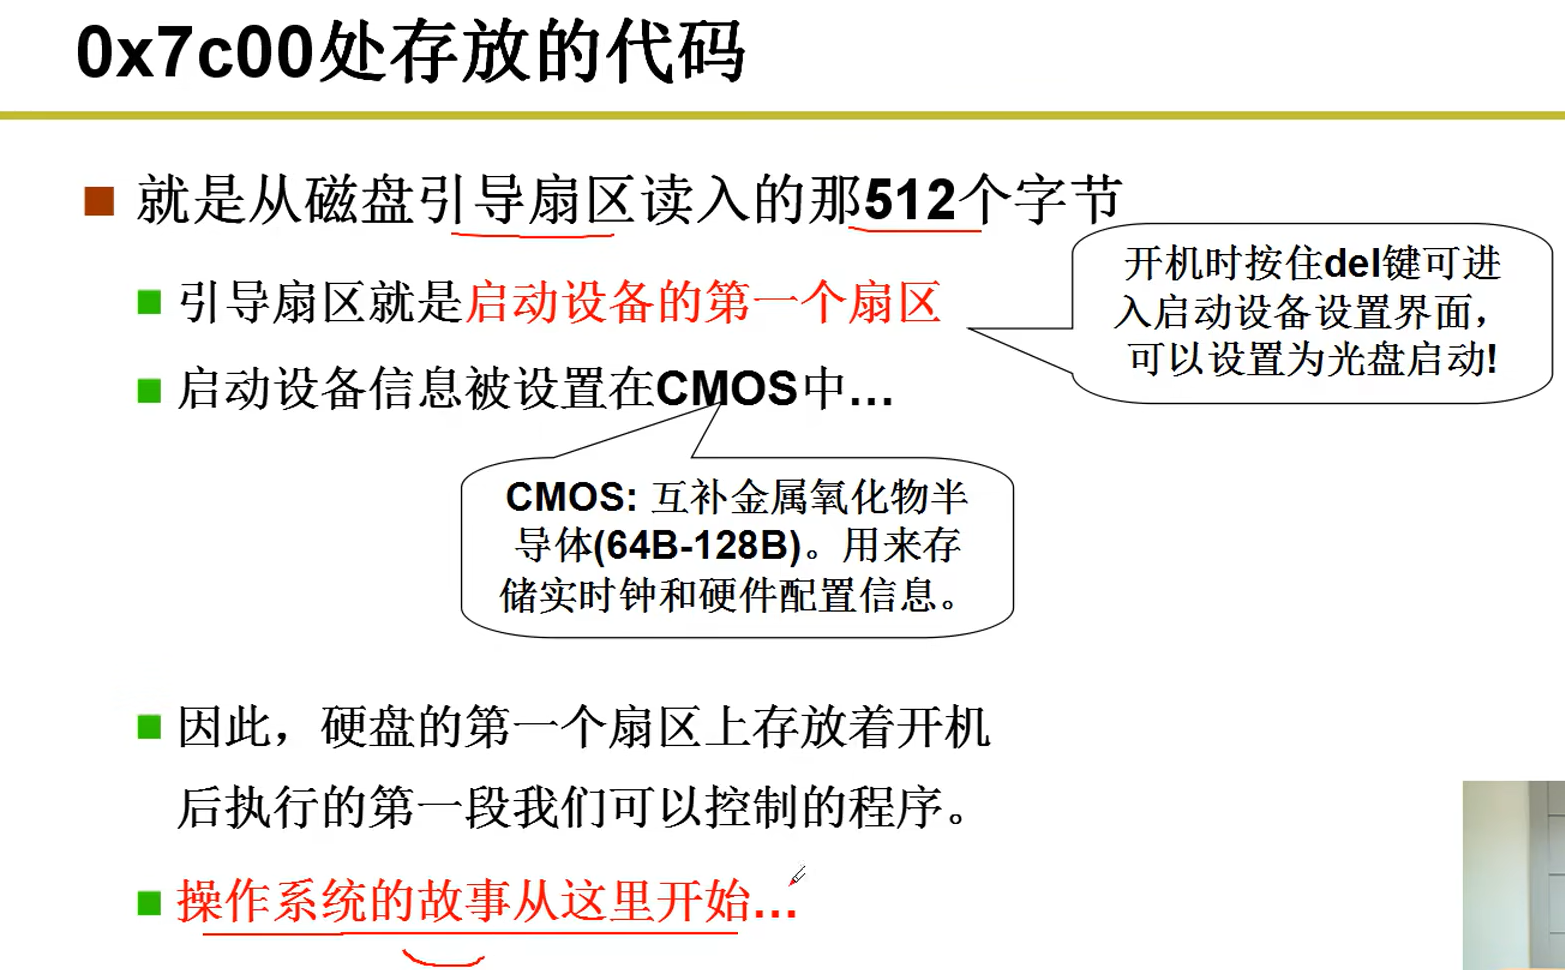 0x7c00处存放的代码
就是从磁盘引导扇区读入的那512个字节
引导扇区就是启动设备的第一个扇区
开机时按住del键可进
入启动设备设置界面，
可以设置为光盘启动!
启动设备信息被设置在CMOS中...
CMOS: 互补金属氧化物半
导体(64B-128B)。用来存
储实时钟和硬件配置信息。
因此，硬盘的第一个扇区上存放着开机
后执行的第一段我们可以控制的程序。
操作系统的故事从这里开始...